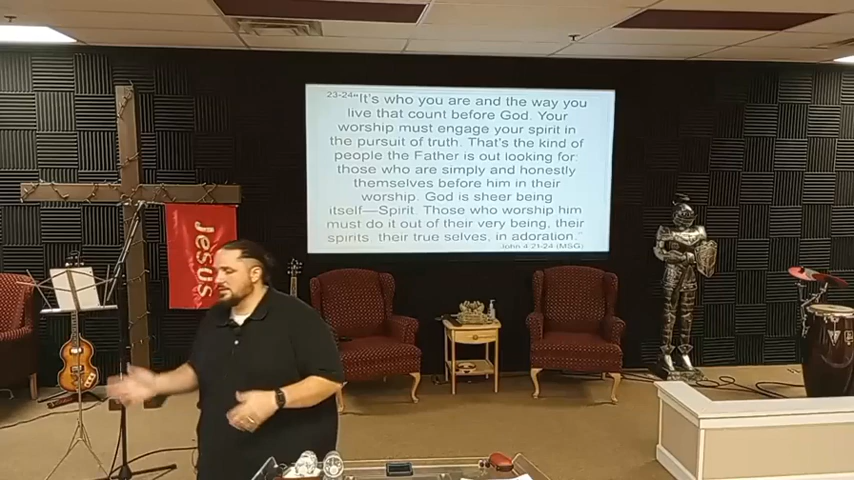 23-24 "It's who you are and the way you
live that count before God. Your
worship must engage your spirit in
the pursuit of truth. That's the kind of
people the Father is out looking for:
those who are simply and honestly
themselves before him in their
worship. God is sheer being
itself—Spirit. Those who worship him
must do it out of their very being, their
spirits, their true selves, in adoration."
John 4:21-24 (MSG)
Jesus